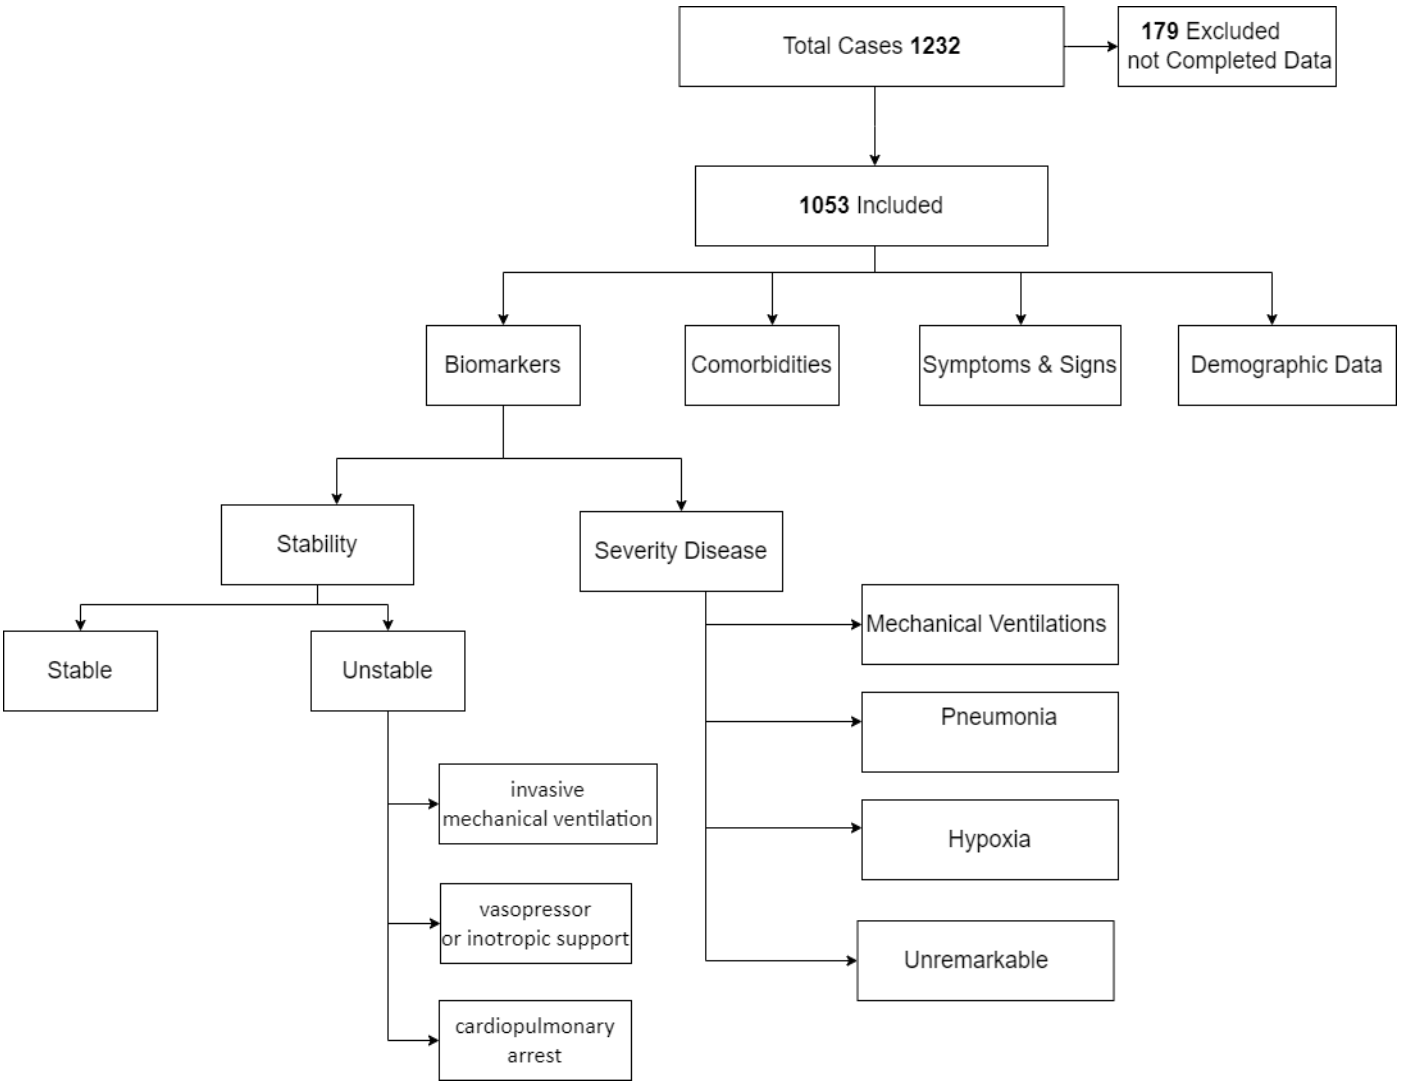 Total Cases 1232
179 Excluded
not Completed Data
1053 Included
Biomarkers
Comorbidities
Symptoms & Signs
Demographic Data
Stability
Severity Disease
Stable
Unstable
Mechanical Ventilations
Pneumonia
Hypoxia
Unremarkable
invasive
mechanical ventilation
vasopressor
or inotropic support
cardiopulmonary
arrest